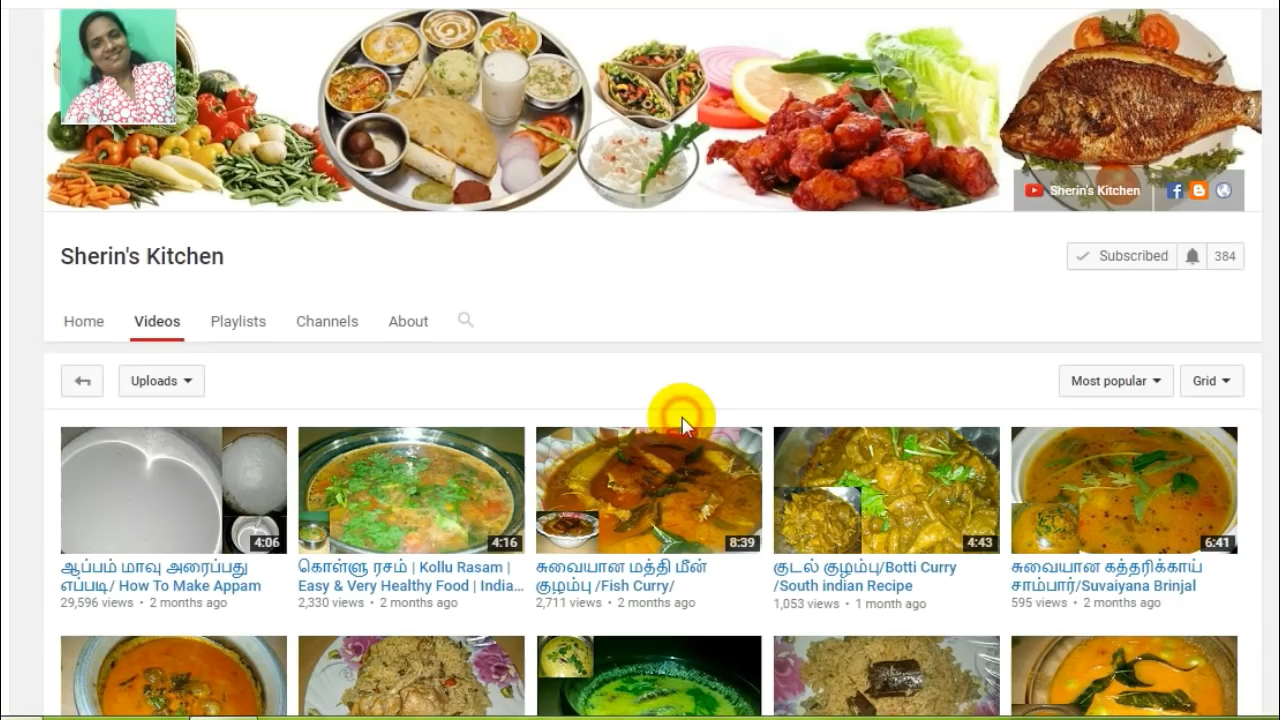 Sherin's Kitchen
Sherin's Kitchen
Subscribed 384
Home Videos Playlists Channels About
Uploads Most popular Grid
4:06 4:16 8:39 4:43 6:41
ஆப்பம் மாவு அரைப்பது
எப்படி/ How To Make Appam
29,596 views • 2 months ago
கொள்ளு ரசம் | Kollu Rasam |
Easy & Very Healthy Food | India...
2,330 views • 2 months ago
சுவையான மத்தி மீன்
குழம்பு /Fish Curry/
2,711 views • 2 months ago
குடல் குழம்பு/Botti Curry
/South indian Recipe
1,053 views • 1 month ago
சுவையான கத்தரிக்காய்
சாம்பார்/Suvaiyana Brinjal
595 views • 2 months ago